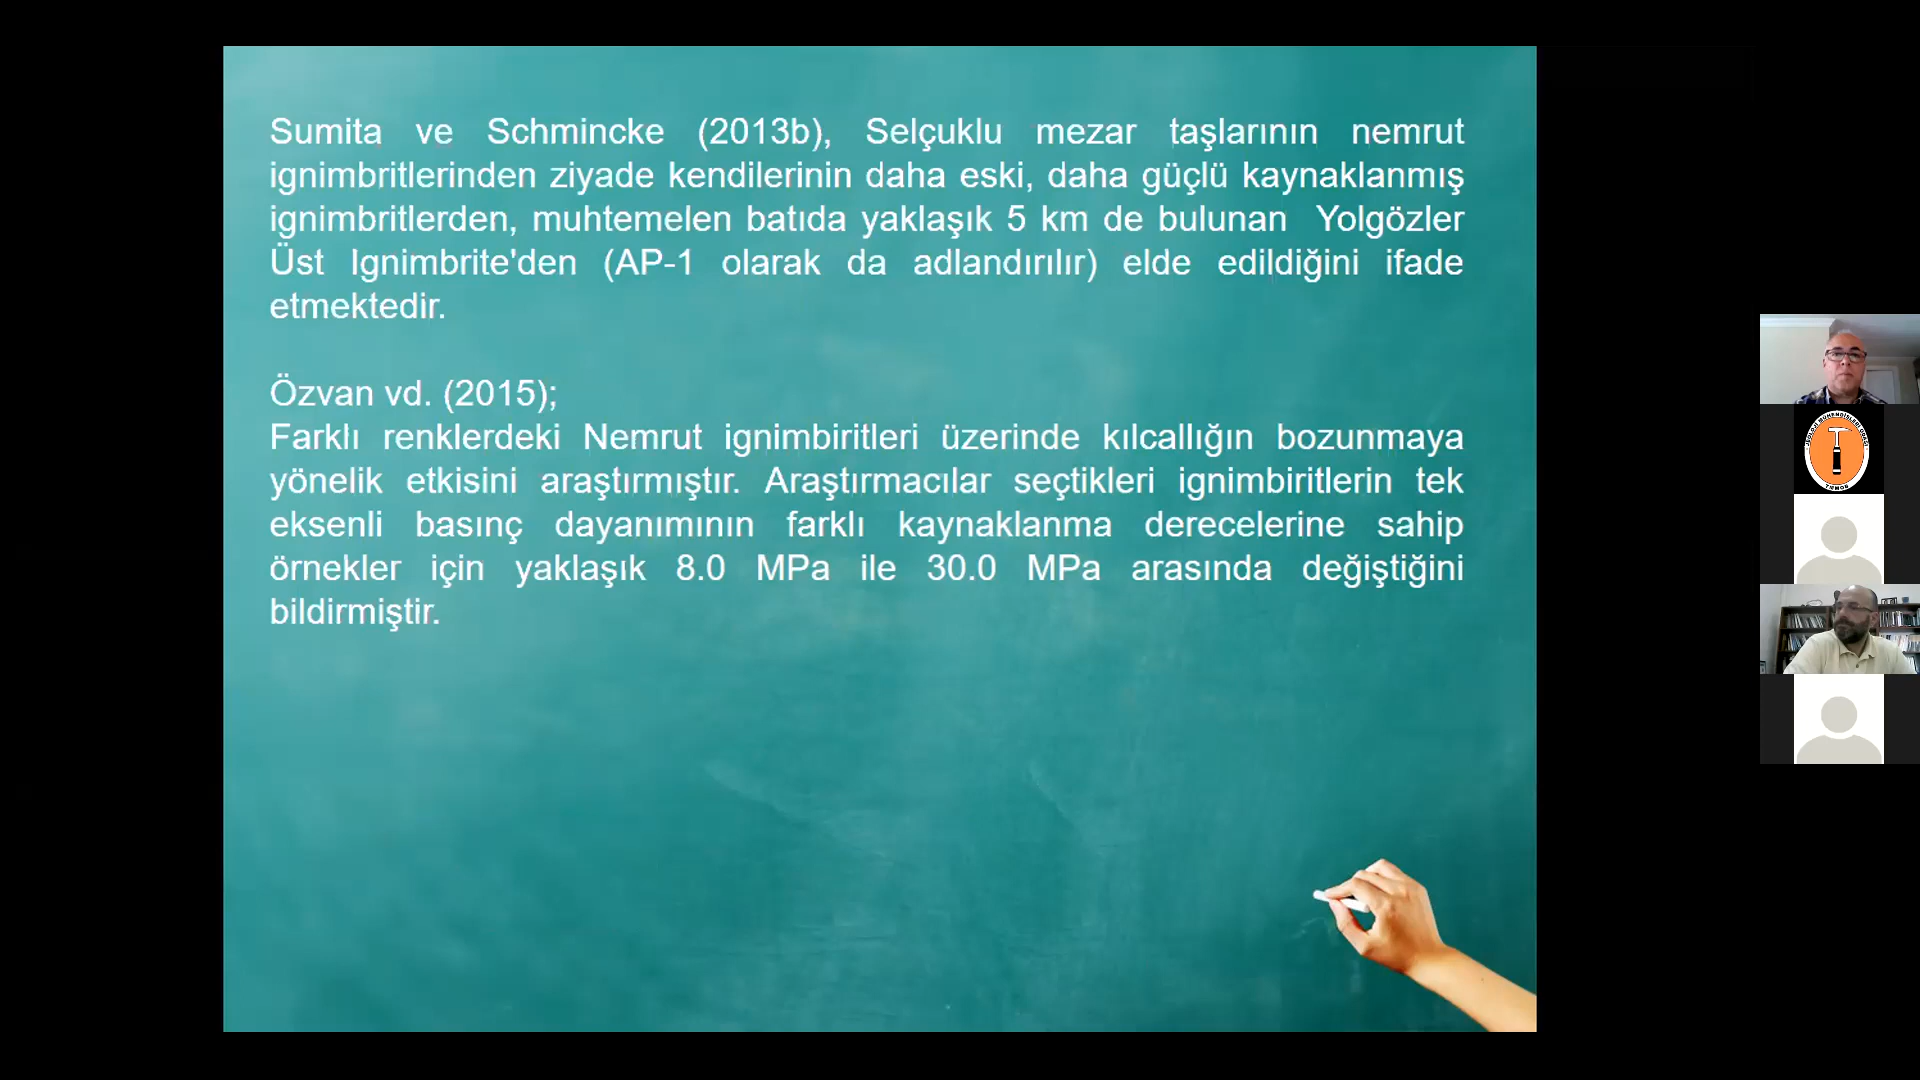 Sumita ve Schmincke (2013b), Selçuklu mezar taşlarının nemrut
ignimbritlerinden ziyade kendilerinin daha eski, daha güçlü kaynaklanmış
ignimbritlerden, muhtemelen batıda yaklaşık 5 km de bulunan Yolgözler
Üst Ignimbrite'den (AP-1 olarak da adlandırılır) elde edildiğini ifade
etmektedir.
Özvan vd. (2015);
Farklı renklerdeki Nemrut ignimbiritleri üzerinde kılcallığın bozunmaya
yönelik etkisini araştırmıştır. Araştırmacılar seçtikleri ignimbiritlerin tek
eksenli basınç dayanımının farklı kaynaklanma derecelerine sahip
örnekler için yaklaşık 8.0 MPa ile 30.0 MPa arasında değiştiğini
bildirmiştir.
TMMOB